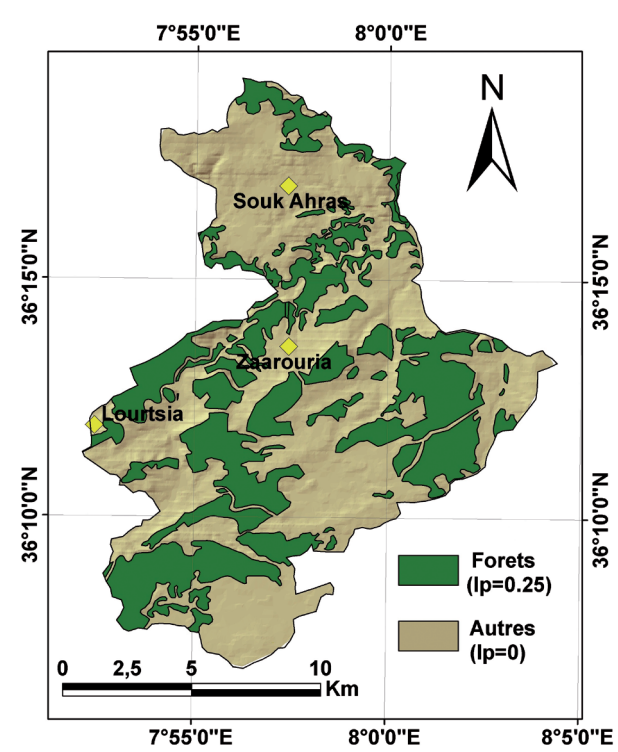 7°55'0"E 8°0'0"E
N
Souk Ahras
36°15'0"N 36°15'0"N
Zaarouria
Lourtsia
36°10'0"N 36°10'0"N
Forets
(Ip=0.25)
Autres
(Ip=0)
0 2,5 5 10
Km
7°55'0"E 8°0'0"E 8°5'0"E